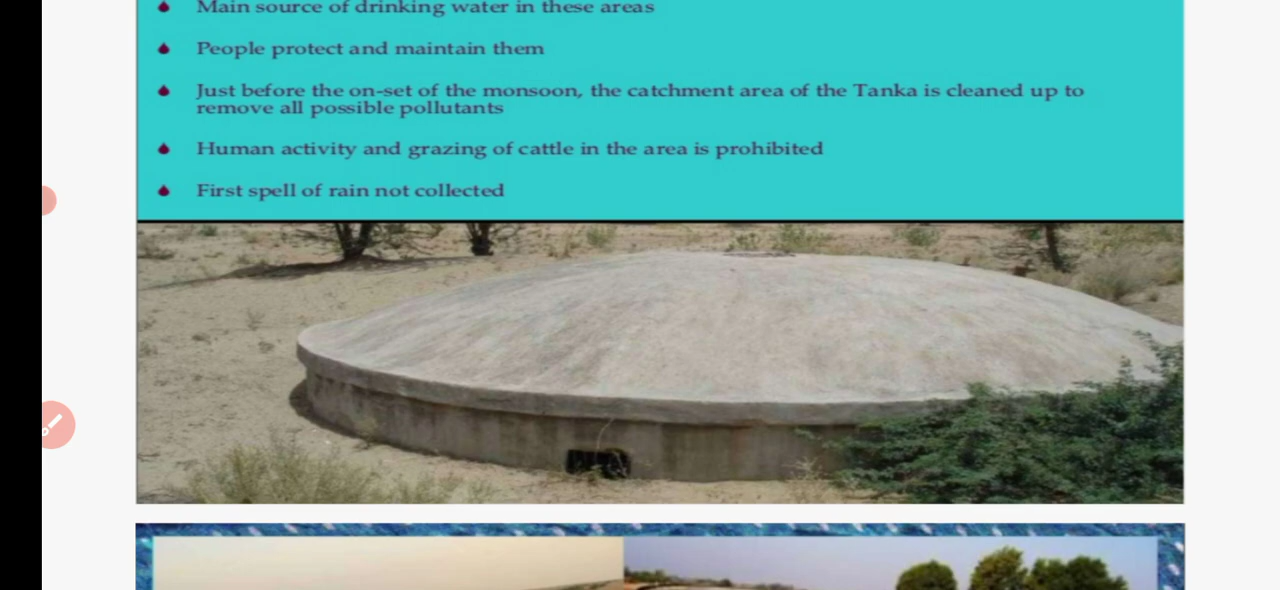 Main source of drinking water in these areas
People protect and maintain them
Just before the on-set of the monsoon, the catchment area of the Tanka is cleaned up to
remove all possible pollutants
Human activity and grazing of cattle in the area is prohibited
First spell of rain not collected